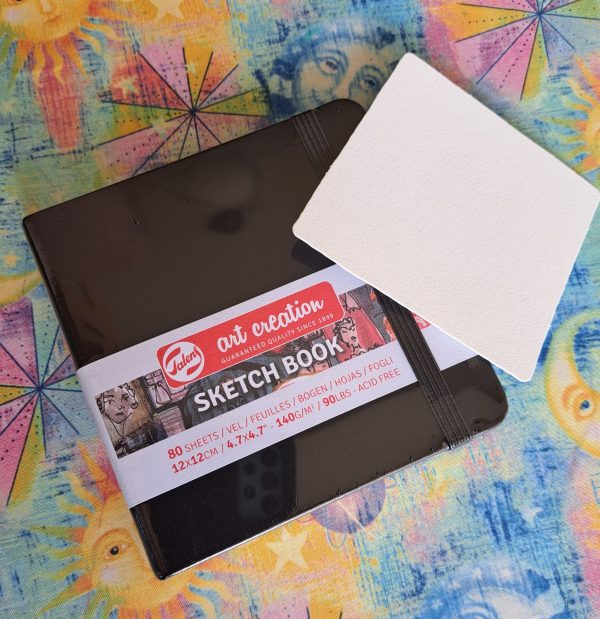 Talens
art creation
GUARANTEED QUALITY SINCE 1899
SKETCH BOOK
80 SHEETS / VEL / FEUILLES / BOGEN / HOJAS / FOGLI
12X12CM / 4.7X4.7" - 140G/M² / 90LBS - ACID FREE